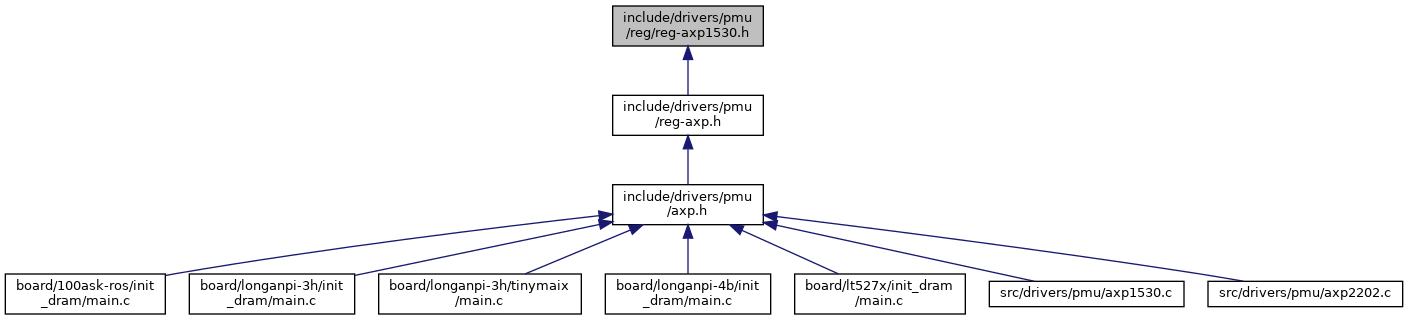 include/drivers/pmu
/reg/reg-axp1530.h
include/drivers/pmu
/reg-axp.h
include/drivers/pmu
/axp.h
board/100ask-ros/init
_dram/main.c
board/longanpi-3h/init
_dram/main.c
board/longanpi-3h/tinymaix
/main.c
board/longanpi-4b/init
_dram/main.c
board/lt527x/init_dram
/main.c
src/drivers/pmu/axp1530.c
src/drivers/pmu/axp2202.c